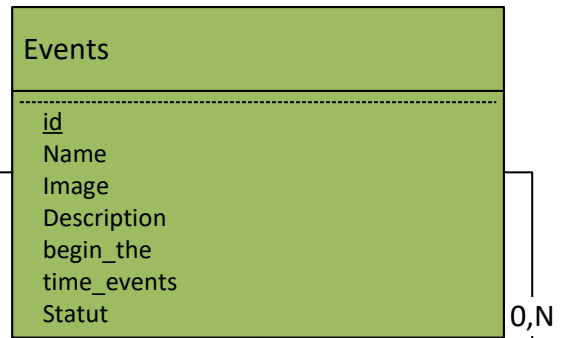 Events
id
Name
Image
Description
begin_the
time_events
Statut
0,N